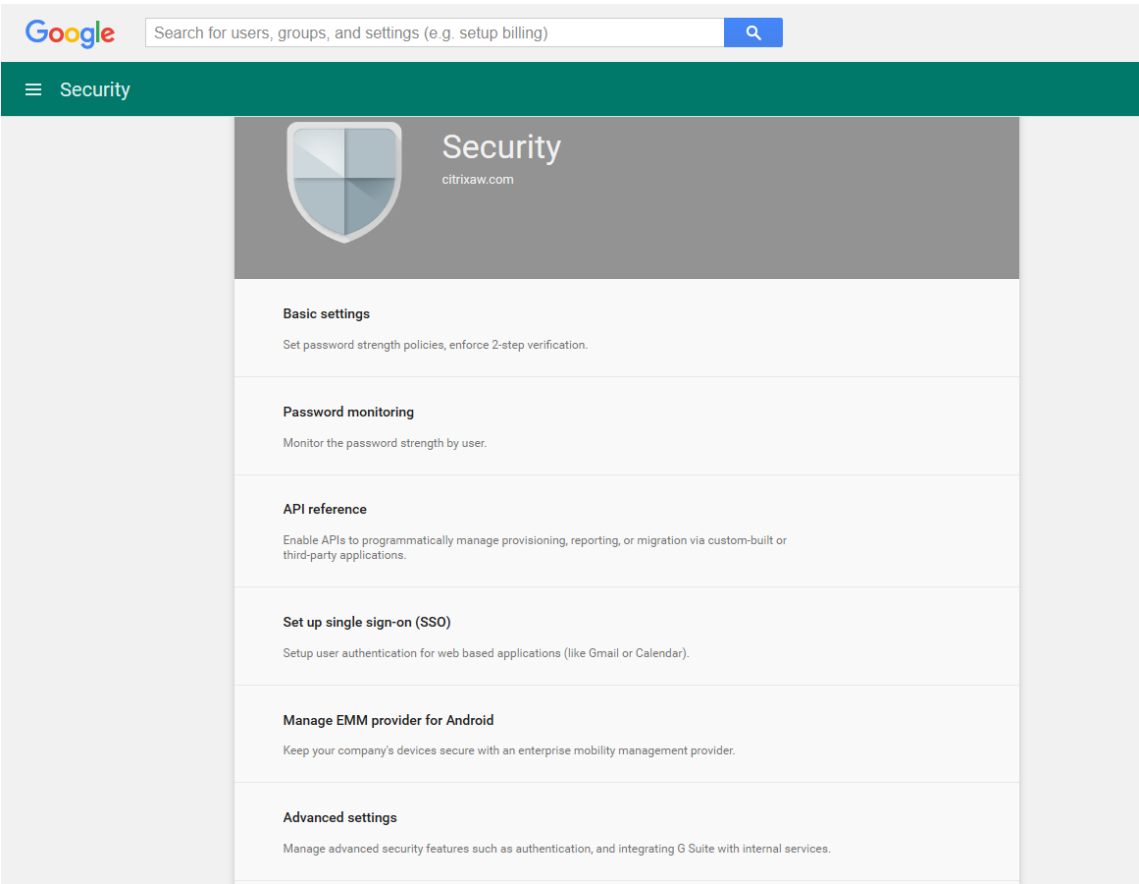 Google
Search for users, groups, and settings (e.g. setup billing)
Security
Security
citrixaw.com
Basic settings
Set password strength policies, enforce 2-step verification.
Password monitoring
Monitor the password strength by user.
API reference
Enable APIs to programmatically manage provisioning, reporting, or migration via custom-built or
third-party applications.
Set up single sign-on (SSO)
Setup user authentication for web based applications (like Gmail or Calendar).
Manage EMM provider for Android
Keep your company's devices secure with an enterprise mobility management provider.
Advanced settings
Manage advanced security features such as authentication, and integrating G Suite with internal services.